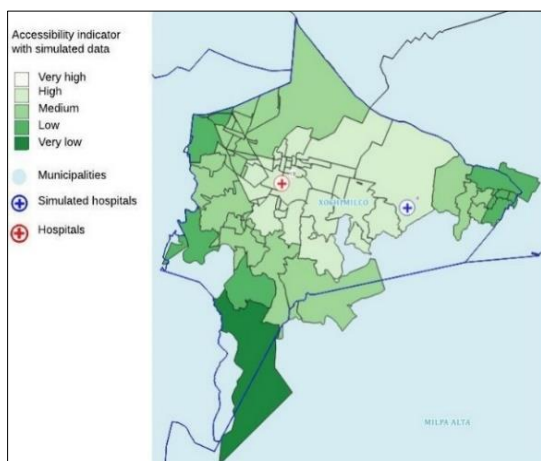 Accessibility indicator
with simulated data
Very high
High
Medium
Low
Very low
Municipalities
Simulated hospitals
Hospitals
XOCHIMILCO
MILPA ALTA